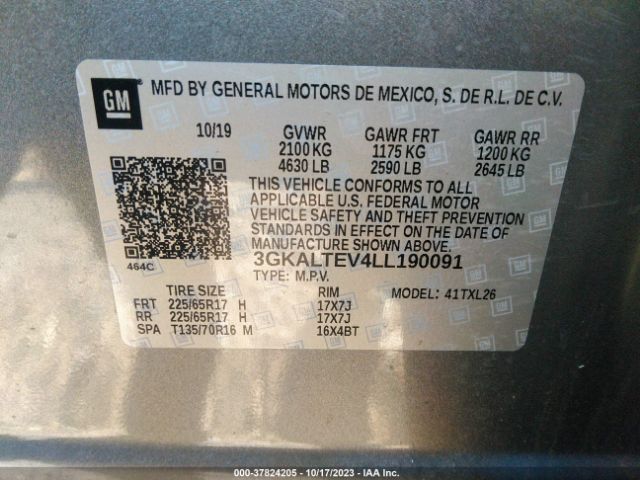 GM
MFD BY GENERAL MOTORS DE MEXICO, S. DE R.L. DE C.V.
10/19 GVWR GAWR FRT GAWR RR
2100 KG 1175 KG 1200 KG
4630 LB 2590 LB 2645 LB
THIS VEHICLE CONFORMS TO ALL
APPLICABLE U.S. FEDERAL MOTOR
VEHICLE SAFETY AND THEFT PREVENTION
STANDARDS IN EFFECT ON THE DATE OF
MANUFACTURE SHOWN ABOVE.
464C 3GKALTEV4LL190091
TYPE: M.P.V.
TIRE SIZE RIM MODEL: 41TXL26
FRT 225/65R17 H 17X7J
RR 225/65R17 H 17X7J
SPA T135/70R16 M 16X4BT
000-37824205 - 10/17/2023 - IAA Inc.